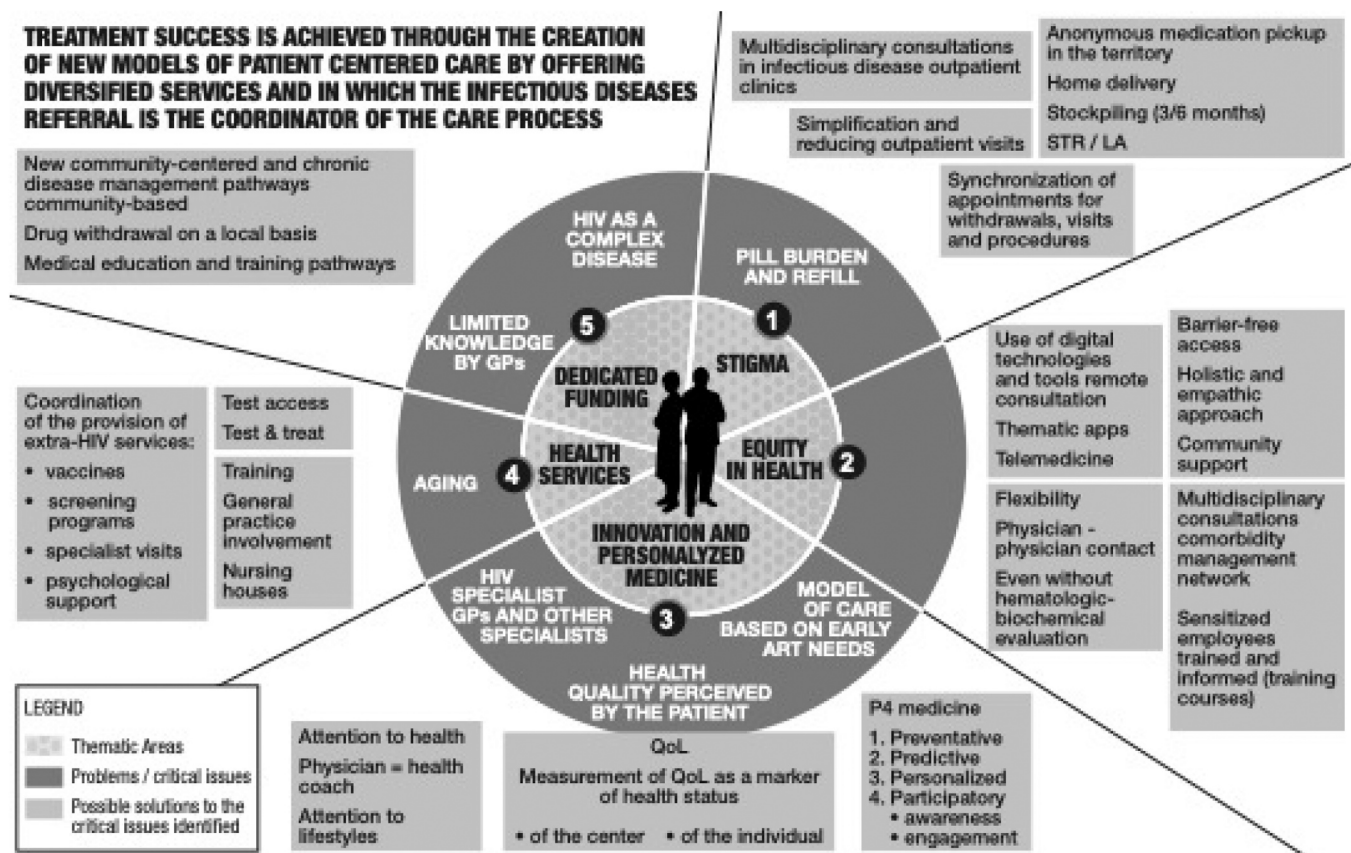 TREATMENT SUCCESS IS ACHIEVED THROUGH THE CREATION
OF NEW MODELS OF PATIENT CENTERED CARE BY OFFERING
DIVERSIFIED SERVICES AND IN WHICH THE INFECTIOUS DISEASES
REFERRAL IS THE COORDINATOR OF THE CARE PROCESS
New community-centered and chronic
disease management pathways
community-based
Drug withdrawal on a local basis
Medical education and training pathways
Multidisciplinary consultations
in infectious disease outpatient
clinics
Simplification and
reducing outpatient visits
Anonymous medication pickup
in the territory
Home delivery
Stockpiling (3/6 months)
STR / LA
Synchronization of
appointments for
withdrawals, visits
and procedures
HIV AS A
COMPLEX
DISEASE
PILL BURDEN
AND REFILL
LIMITED
KNOWLEDGE
BY GPs
5
1
DEDICATED
FUNDING
STIGMA
AGING
4
HEALTH
SERVICES
EQUITY
IN HEALTH
2
INNOVATION AND
PERSONALYZED
MEDICINE
3
HIV
SPECIALIST
GPs AND OTHER
SPECIALISTS
MODEL
OF CARE
BASED ON EARLY
ART NEEDS
HEALTH
QUALITY PERCEIVED
BY THE PATIENT
Use of digital
technologies
and tools remote
consultation
Thematic apps
Telemedicine
Barrier-free
access
Holistic and
empathic
approach
Community
support
Flexibility
Physician -
physician contact
Even without
hematologic-
biochemical
evaluation
Multidisciplinary
consultations
comorbidity
management
network
Sensitized
employees
trained and
informed (training
courses)
Coordination
of the provision of
extra-HIV services:
• vaccines
• screening
programs
• specialist visits
• psychological
support
Test access
Test & treat
Training
General
practice
involvement
Nursing
houses
LEGEND
Thematic Areas
Problems / critical issues
Possible solutions to the
critical issues identified
Attention to health
Physician = health
coach
Attention to
lifestyles
QoL
Measurement of QoL as a marker
of health status
• of the center • of the individual
P4 medicine
1. Preventative
2. Predictive
3. Personalized
4. Participatory
• awareness
• engagement